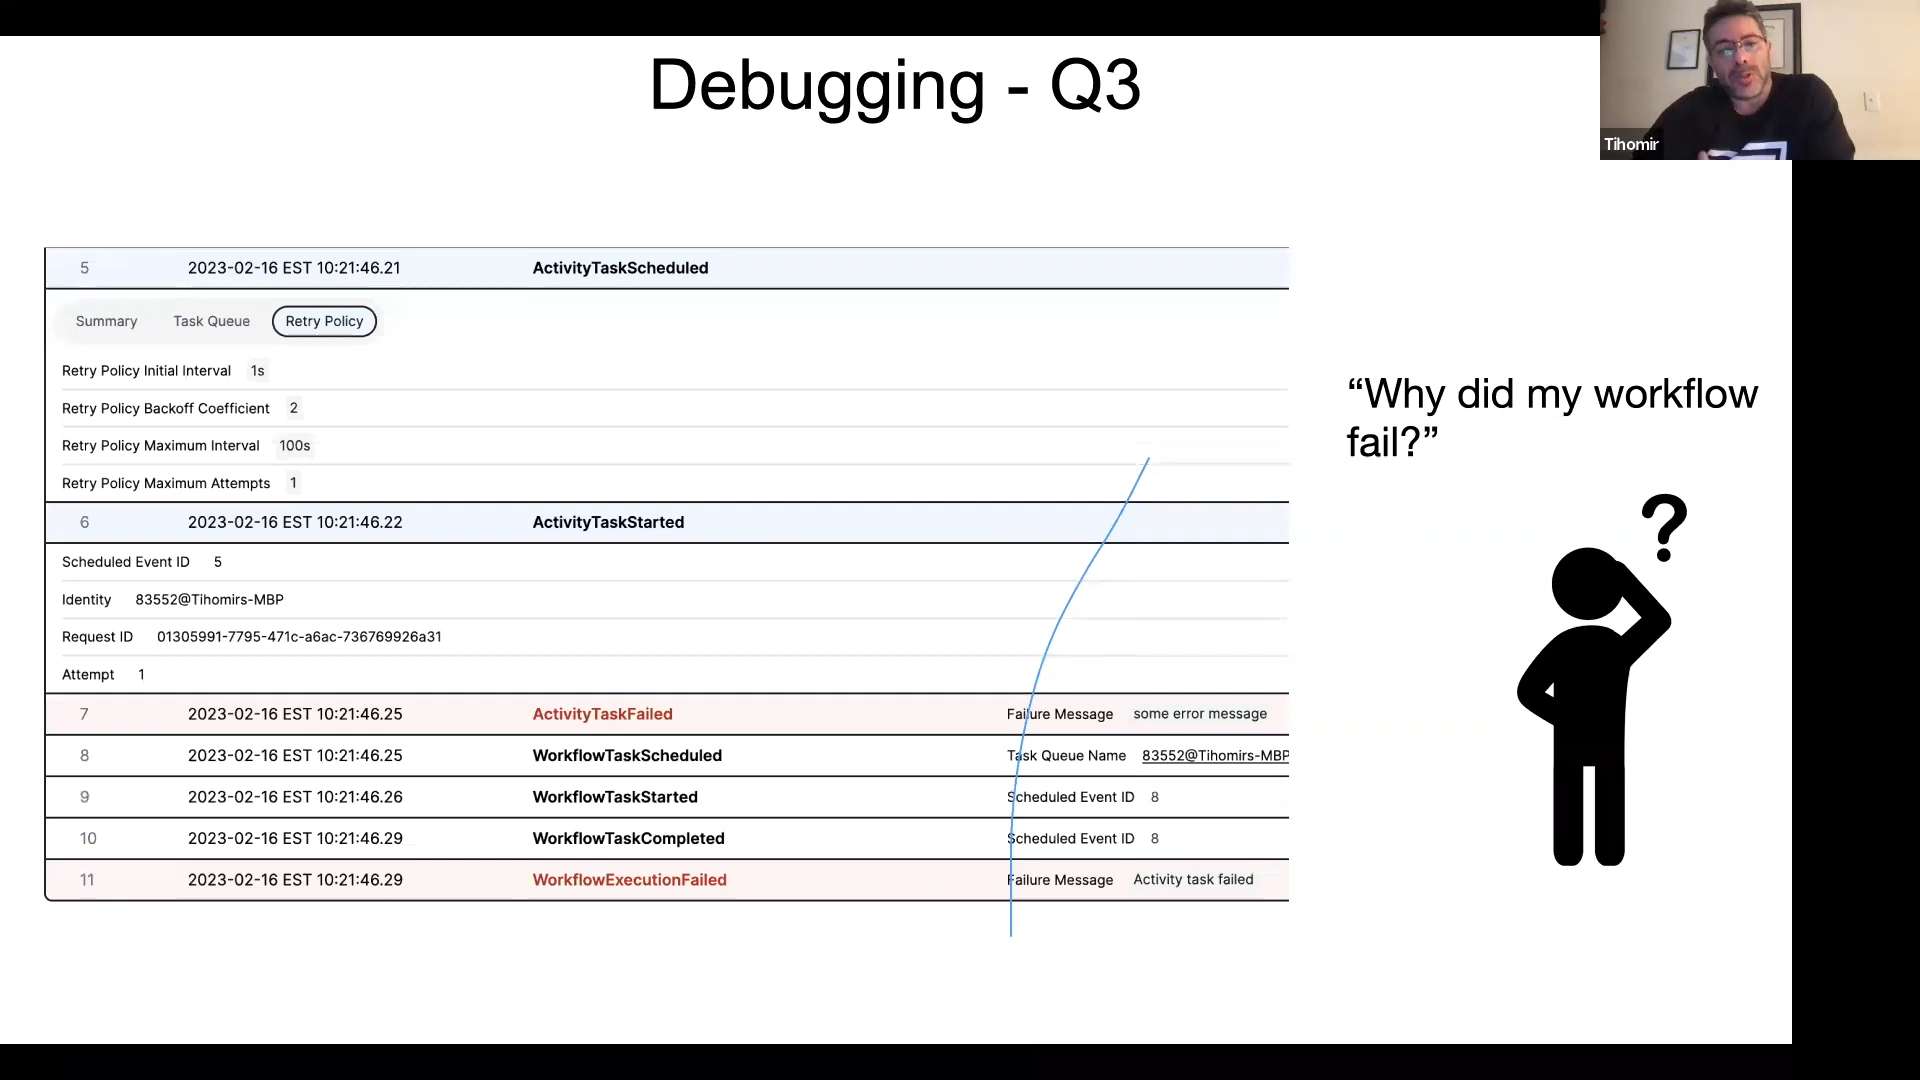 Debugging - Q3
Tihomir
5 2023-02-16 EST 10:21:46.21 ActivityTaskScheduled
Summary Task Queue Retry Policy
Retry Policy Initial Interval 1s
Retry Policy Backoff Coefficient 2
Retry Policy Maximum Interval 100s
Retry Policy Maximum Attempts 1
6 2023-02-16 EST 10:21:46.22 ActivityTaskStarted
Scheduled Event ID 5
Identity 83552@Tihomirs-MBP
Request ID 01305991-7795-471c-a6ac-736769926a31
Attempt 1
7 2023-02-16 EST 10:21:46.25 ActivityTaskFailed Failure Message some error message
8 2023-02-16 EST 10:21:46.25 WorkflowTaskScheduled Task Queue Name 83552@Tihomirs-MBP
9 2023-02-16 EST 10:21:46.26 WorkflowTaskStarted Scheduled Event ID 8
10 2023-02-16 EST 10:21:46.29 WorkflowTaskCompleted Scheduled Event ID 8
11 2023-02-16 EST 10:21:46.29 WorkflowExecutionFailed Failure Message Activity task failed
“Why did my workflow
fail?”
?